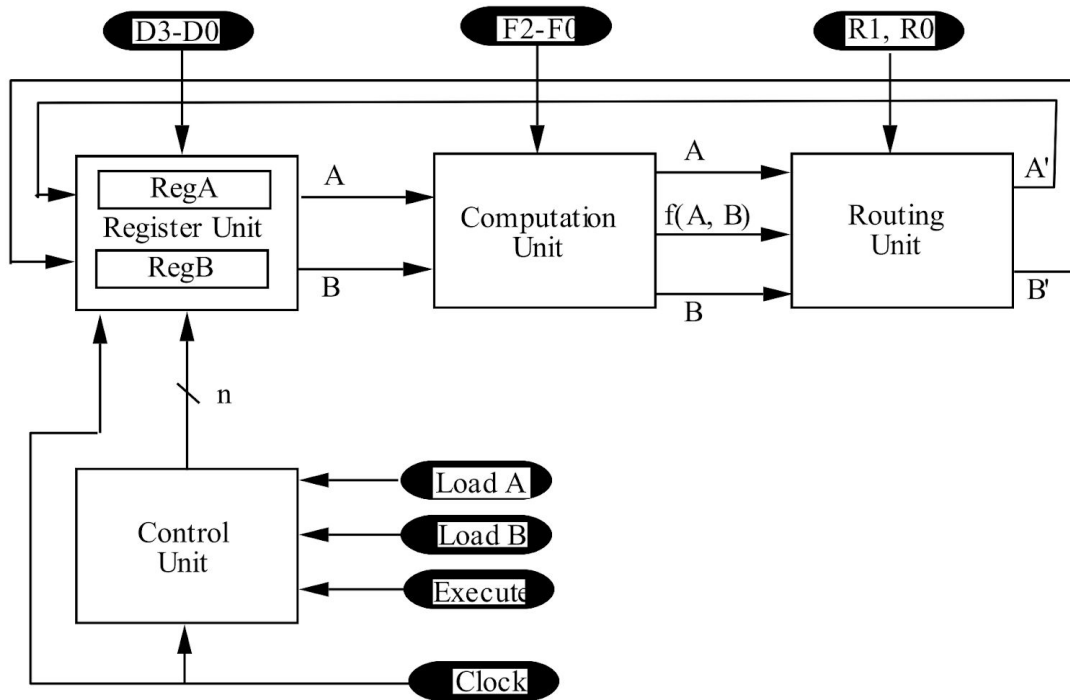 D3-D0
F2-F0
R1, R0
A
A
A'
RegA
Register Unit
RegB
Computation
Unit
f(A, B)
Routing
Unit
B
B
B'
n
Control
Unit
Load A
Load B
Execute
Clock